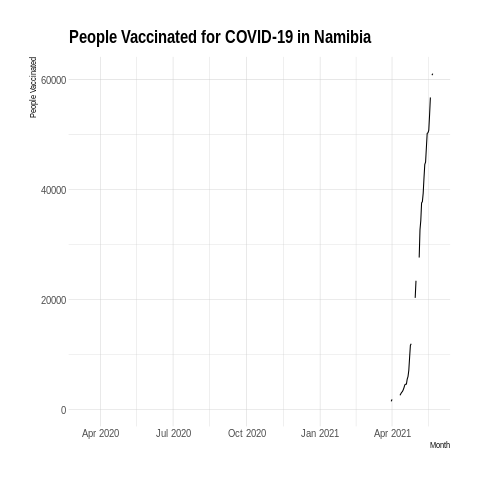 People Vaccinated for COVID-19 in Namibia
People Vaccinated
60000
40000
20000
0
Apr 2020 Jul 2020 Oct 2020 Jan 2021 Apr 2021
Month